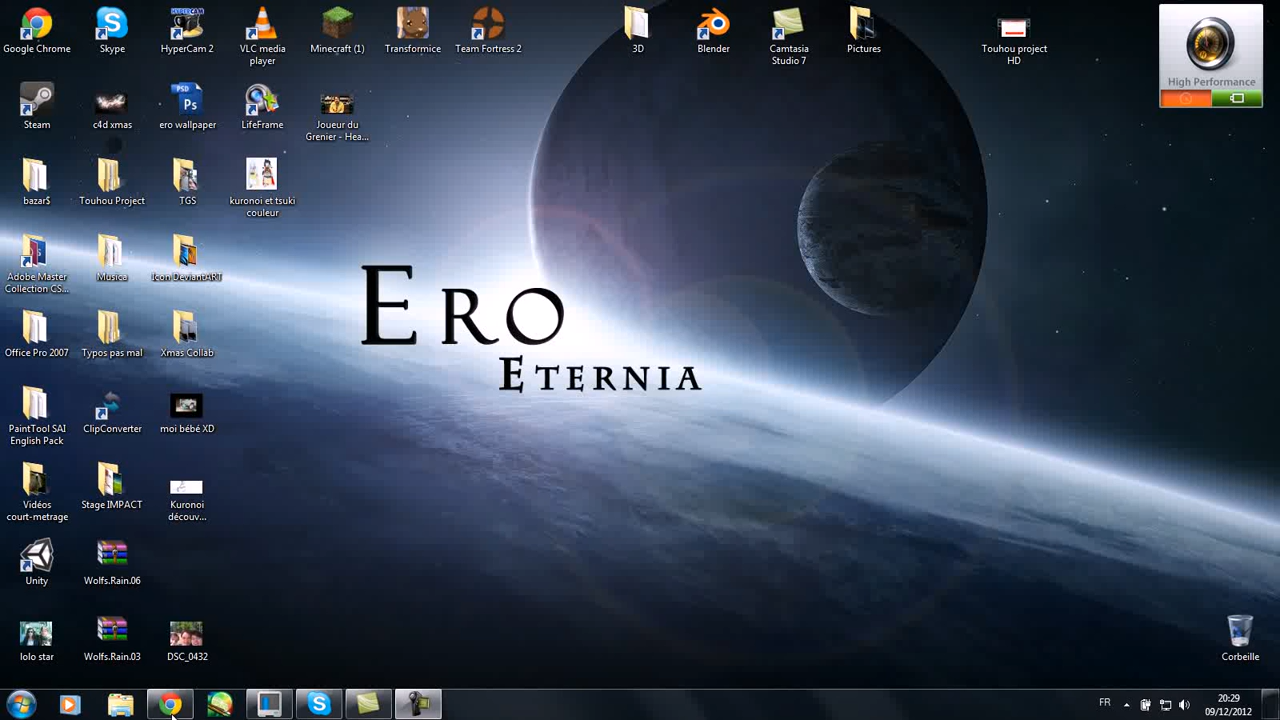 Google Chrome
Skype
HyperCam 2
VLC media
player
Minecraft (1)
Transformice
Team Fortress 2
3D
Blender
Camtasia
Studio 7
Pictures
Touhou project
HD
High Performance
Steam
c4d xmas
PSD
Ps
ero wallpaper
LifeFrame
Joueur du
Grenier - Hea...
bazar$
Touhou Project
TGS
kuronoi et tsuki
couleur
Adobe Master
Collection CS...
Musica
Icon DeviantART
Ero
Eternia
Office Pro 2007
Typos pas mal
Xmas Collab
PaintTool SAI
English Pack
ClipConverter
moi bébé XD
Vidéos
court-metrage
Stage IMPACT
Kuronoi
découv...
Unity
Wolfs.Rain.06
lolo star
Wolfs.Rain.03
DSC_0432
Corbeille
FR
20:29
09/12/2012